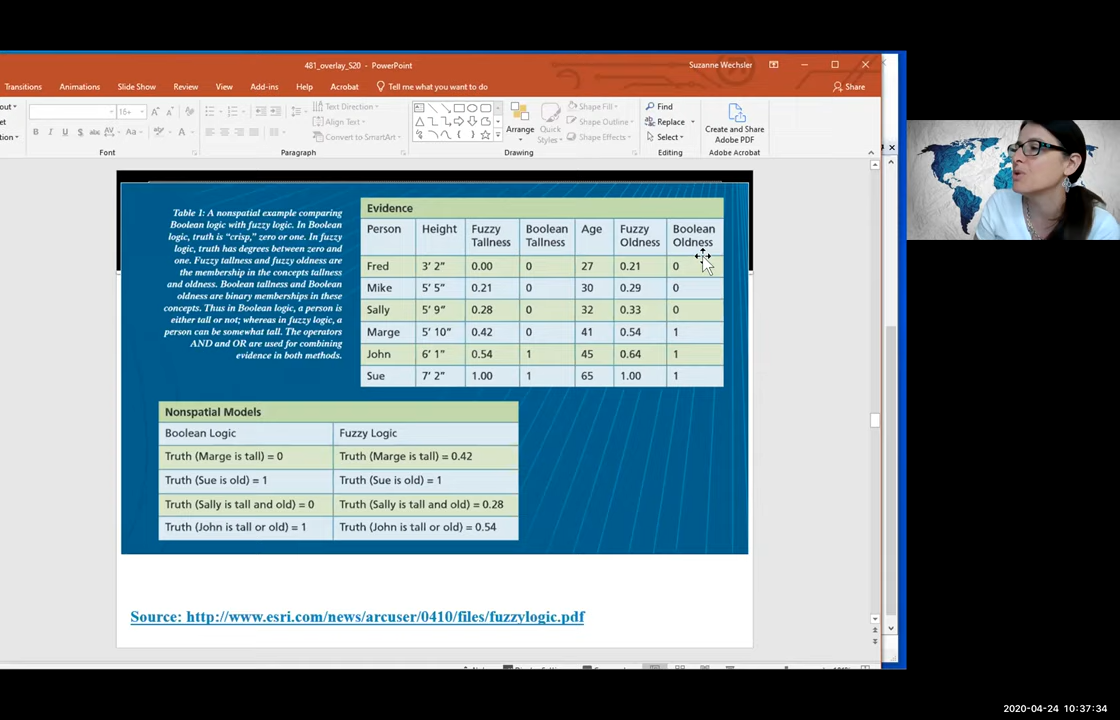 481_overlay_S20 - PowerPoint
Suzanne Wechsler
Transitions Animations Slide Show Review View Add-ins Help Acrobat Tell me what you want to do
Share
Text Direction
Align Text
Convert to SmartArt
Arrange
Quick
Styles
Shape Fill
Shape Outline
Shape Effects
Find
Replace
Select
Create and Share
Adobe PDF
Font Paragraph Drawing Editing Adobe Acrobat
Table 1: A nonspatial example comparing
Boolean logic with fuzzy logic. In Boolean
logic, truth is “crisp,” zero or one. In fuzzy
logic, truth has degrees between zero and
one. Fuzzy tallness and fuzzy oldness are
the membership in the concepts tallness
and oldness. Boolean tallness and Boolean
oldness are binary memberships in these
concepts. Thus in Boolean logic, a person is
either tall or not; whereas in fuzzy logic, a
person can be somewhat tall. The operators
AND and OR are used for combining
evidence in both methods.
Evidence
Person Height Fuzzy Tallness Boolean Tallness Age Fuzzy Oldness Boolean Oldness
Fred 3’ 2” 0.00 0 27 0.21 0
Mike 5’ 5” 0.21 0 30 0.29 0
Sally 5’ 9” 0.28 0 32 0.33 0
Marge 5’ 10” 0.42 0 41 0.54 1
John 6’ 1” 0.54 1 45 0.64 1
Sue 7’ 2” 1.00 1 65 1.00 1
Nonspatial Models
Boolean Logic Fuzzy Logic
Truth (Marge is tall) = 0 Truth (Marge is tall) = 0.42
Truth (Sue is old) = 1 Truth (Sue is old) = 1
Truth (Sally is tall and old) = 0 Truth (Sally is tall and old) = 0.28
Truth (John is tall or old) = 1 Truth (John is tall or old) = 0.54
Source: http://www.esri.com/news/arcuser/0410/files/fuzzylogic.pdf
2020-04-24 10:37:34